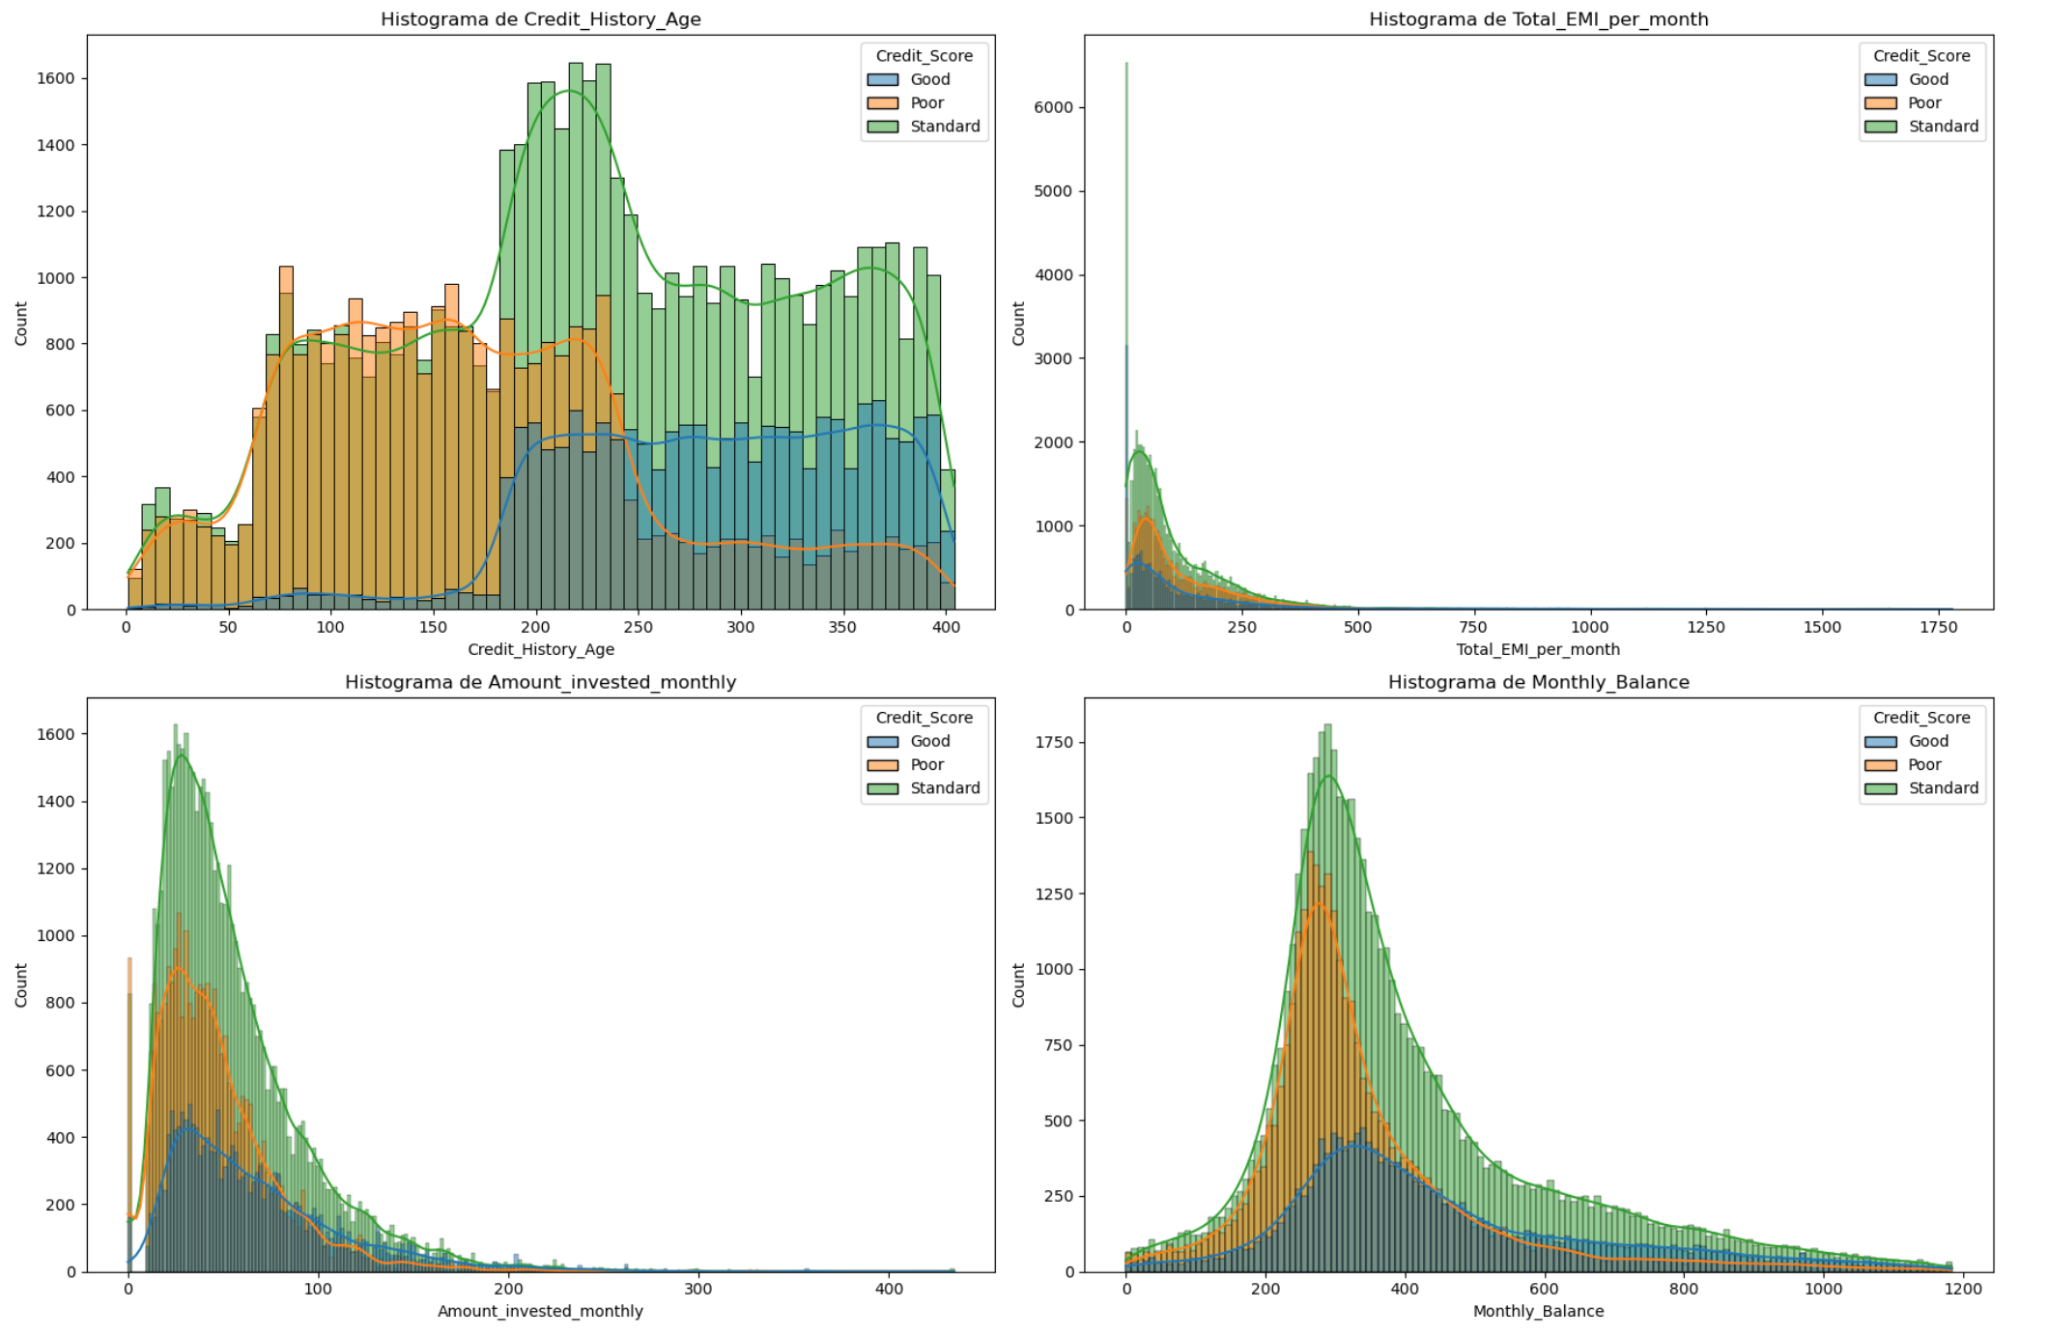 Histograma de Credit_History_Age
Credit_Score
Good
Poor
Standard
1600
1400
1200
1000
800
600
400
200
0
Count
0 50 100 150 200 250 300 350 400
Credit_History_Age
Histograma de Total_EMI_per_month
Credit_Score
Good
Poor
Standard
6000
5000
4000
3000
2000
1000
0
Count
0 250 500 750 1000 1250 1500 1750
Total_EMI_per_month
Histograma de Amount_invested_monthly
Credit_Score
Good
Poor
Standard
1600
1400
1200
1000
800
600
400
200
0
Count
0 100 200 300 400
Amount_invested_monthly
Histograma de Monthly_Balance
Credit_Score
Good
Poor
Standard
1750
1500
1250
1000
750
500
250
0
Count
0 200 400 600 800 1000 1200
Monthly_Balance